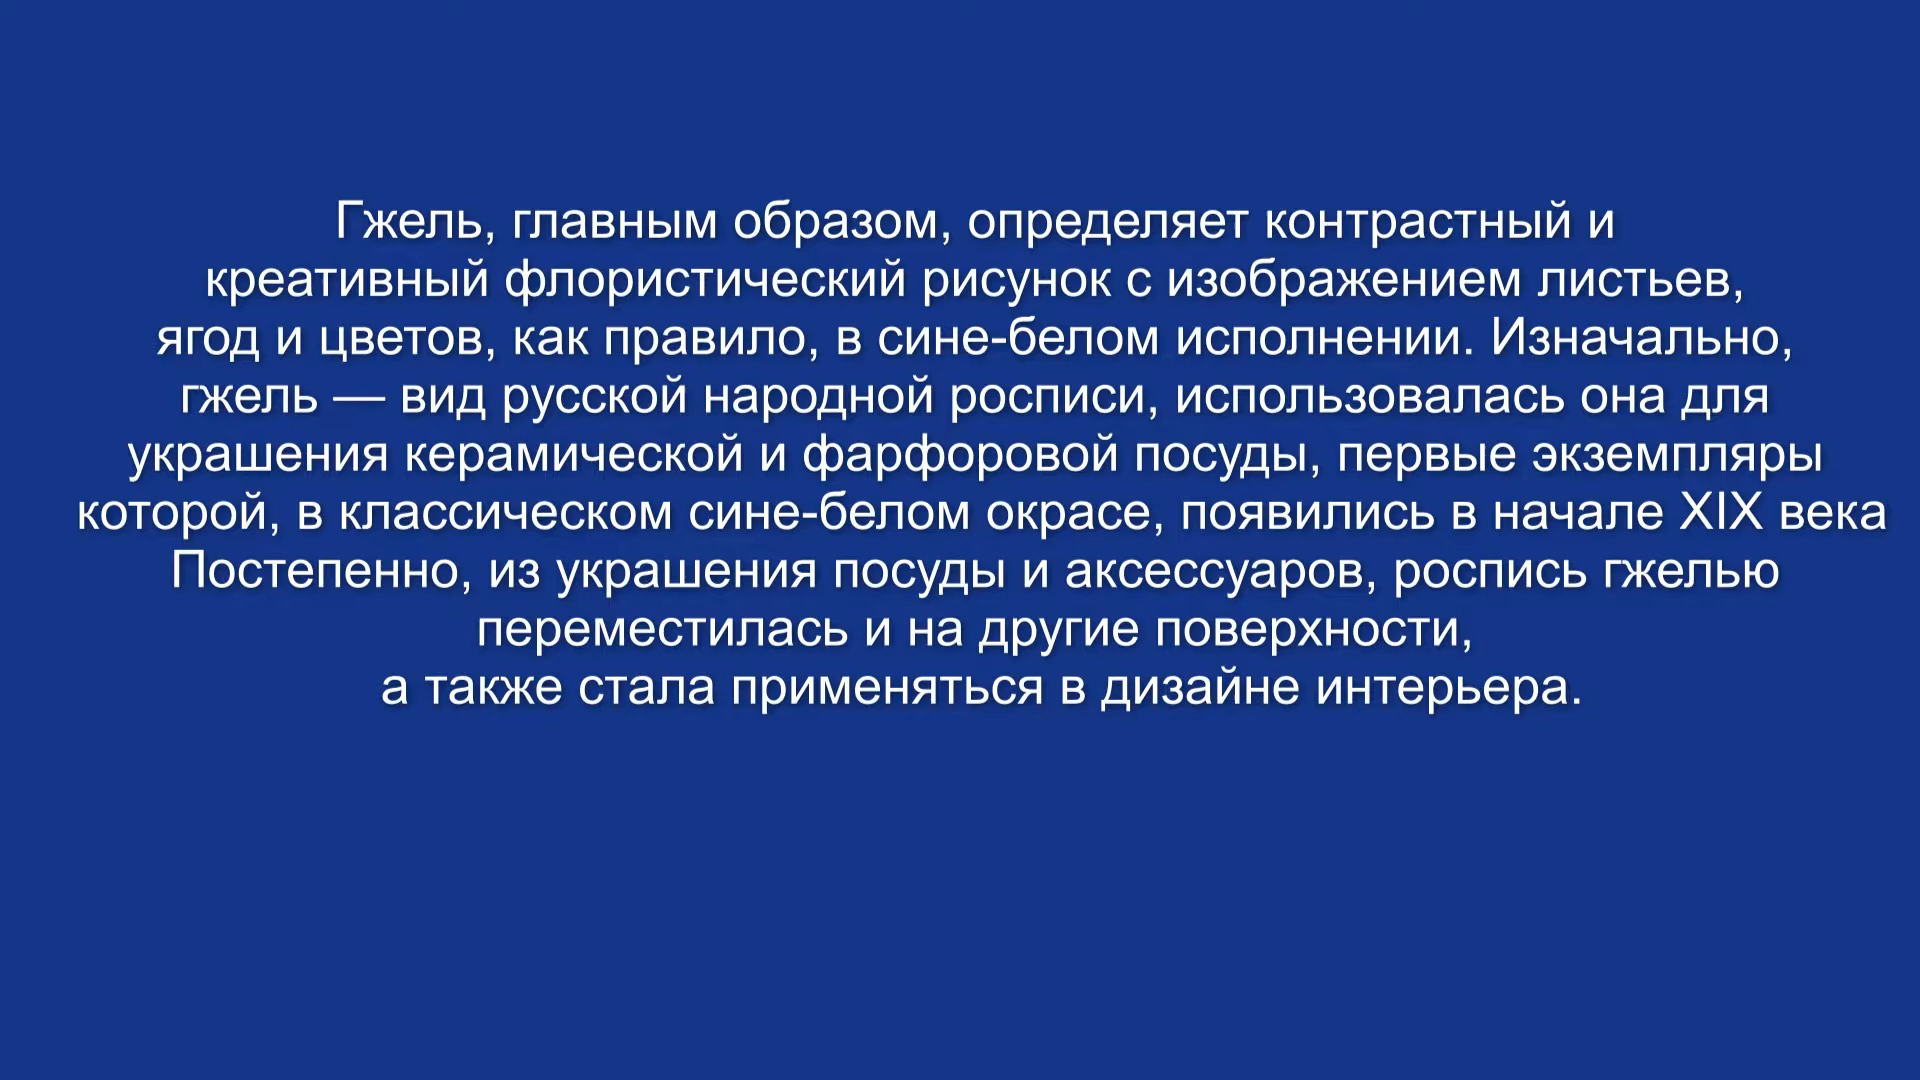 Гжель, главным образом, определяет контрастный и
креативный флористический рисунок с изображением листьев,
ягод и цветов, как правило, в сине-белом исполнении. Изначально,
гжель — вид русской народной росписи, использовалась она для
украшения керамической и фарфоровой посуды, первые экземпляры
которой, в классическом сине-белом окрасе, появились в начале XIX века
Постепенно, из украшения посуды и аксессуаров, роспись гжелью
переместилась и на другие поверхности,
а также стала применяться в дизайне интерьера.